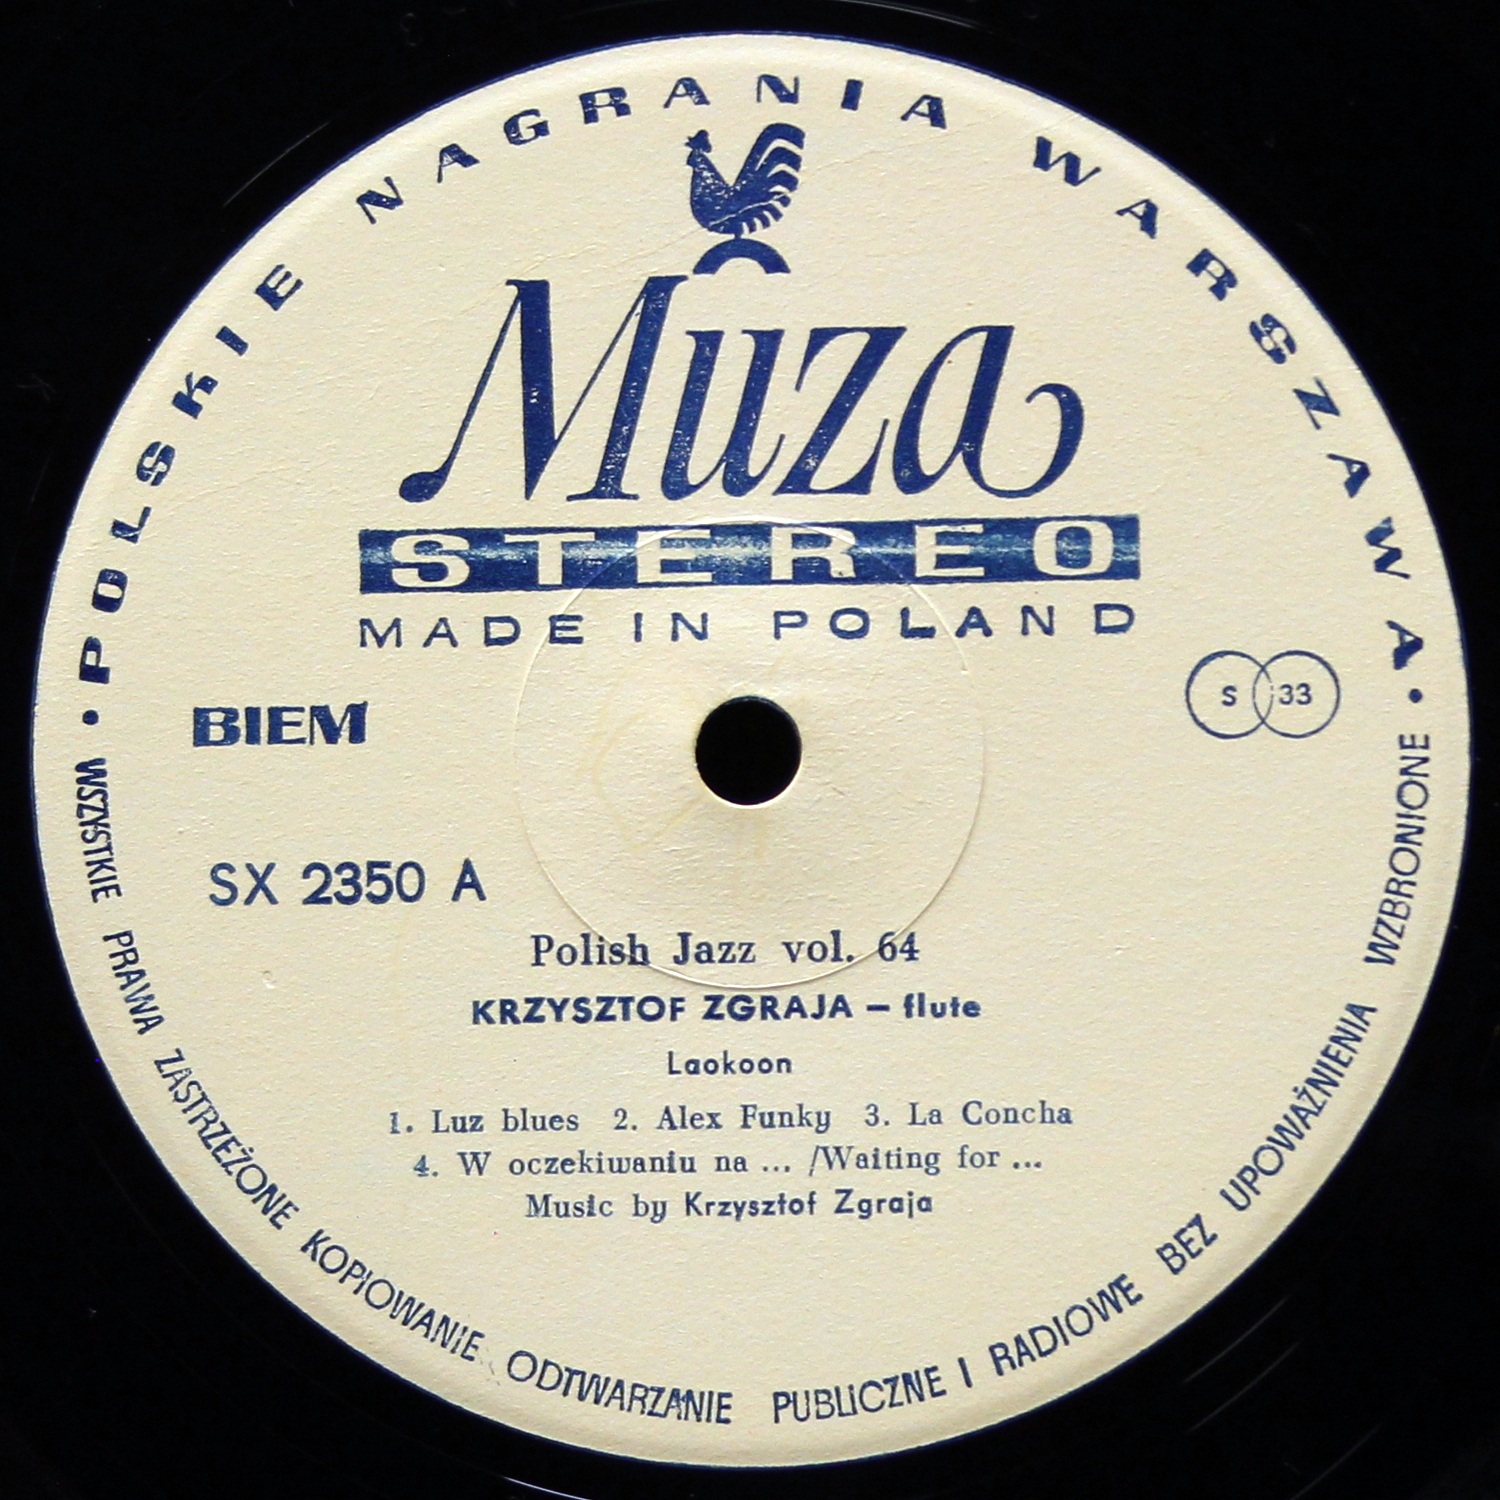 POLSKIE NAGRANIA WARSZAWA
Muza
STEREO
MADE IN POLAND
BIEM
S 33
SX 2350 A
Polish Jazz vol. 64
KRZYSZTOF ZGRAJA – flute
Laokoon
1. Luz blues 2. Alex Funky 3. La Concha
4. W oczekiwaniu na ... /Waiting for ...
Music by Krzysztof Zgraja
• WSZYSTKIE PRAWA ZASTRZEŻONE KOPIOWANIE ODTWARZANIE PUBLICZNE I RADIOWE BEZ UPOWAŻNIENIA WZBRONIONE •